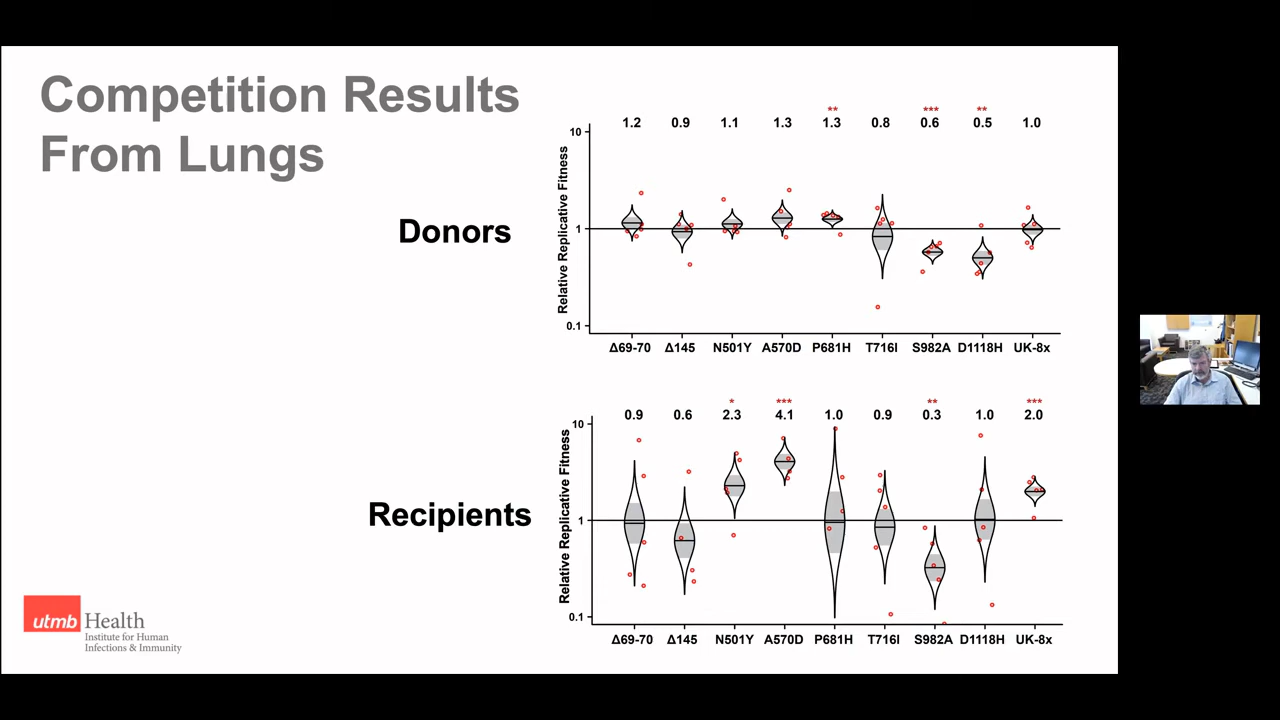 Competition Results
From Lungs
Donors
Relative Replicative Fitness
10
1
0.1
** *** **
1.2 0.9 1.1 1.3 1.3 0.8 0.6 0.5 1.0
Δ69-70 Δ145 N501Y A570D P681H T716I S982A D1118H UK-8x
Recipients
Relative Replicative Fitness
10
1
0.1
* *** ** ***
0.9 0.6 2.3 4.1 1.0 0.9 0.3 1.0 2.0
Δ69-70 Δ145 N501Y A570D P681H T716I S982A D1118H UK-8x
utmb Health
Institute for Human
Infections & Immunity